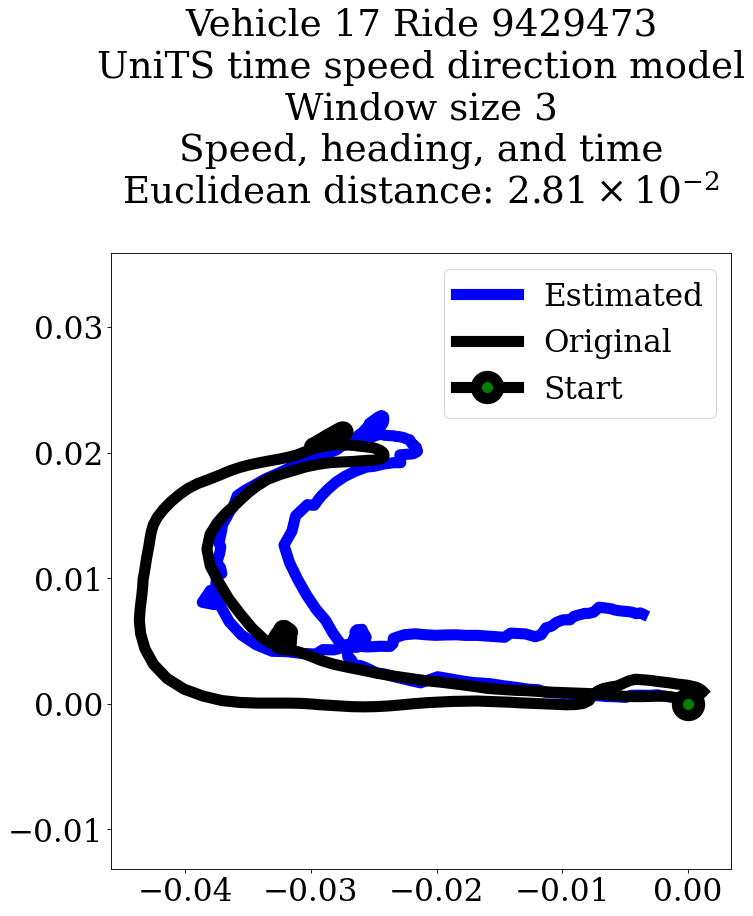 Vehicle 17 Ride 9429473
UniTS time speed direction model
Window size 3
Speed, heading, and time
Euclidean distance: 2.81 × 10⁻²
Estimated
Original
Start
0.03
0.02
0.01
0.00
−0.01
−0.04 −0.03 −0.02 −0.01 0.00